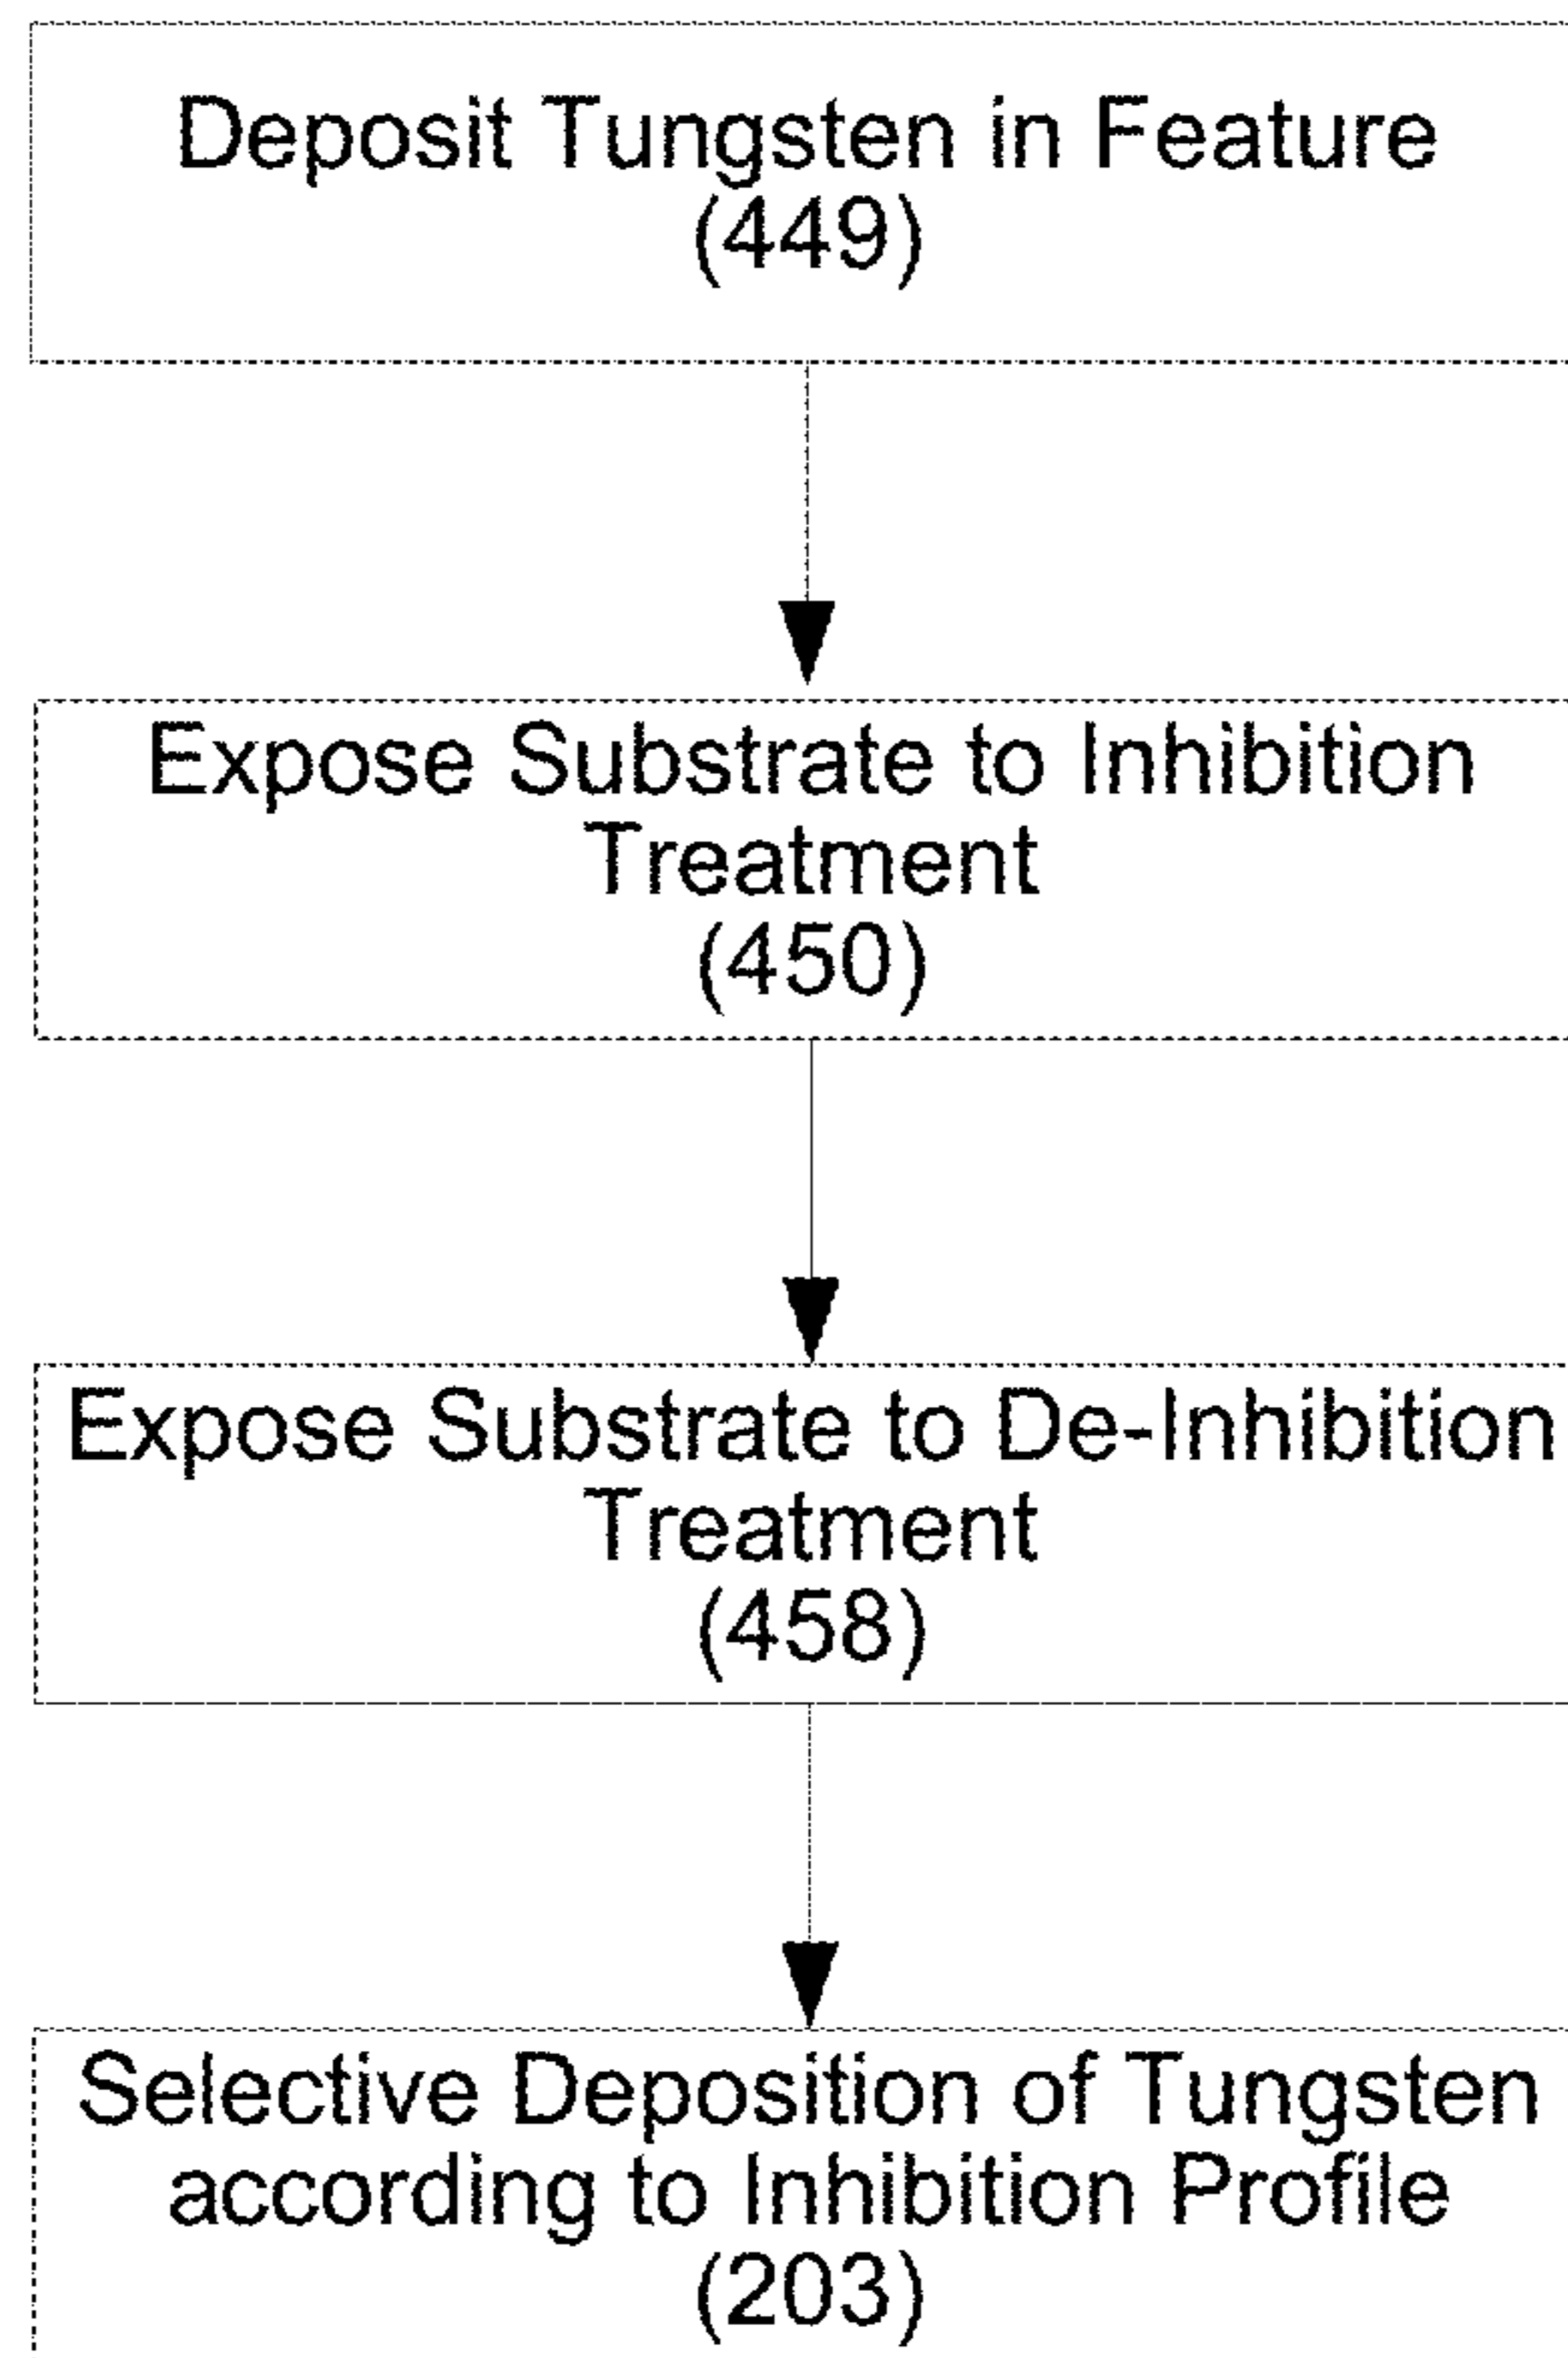 Deposit Tungsten in Feature
(449)
Expose Substrate to Inhibition
Treatment
(450)
Expose Substrate to De-Inhibition
Treatment
(458)
Selective Deposition of Tungsten
according to Inhibition Profile
(203)